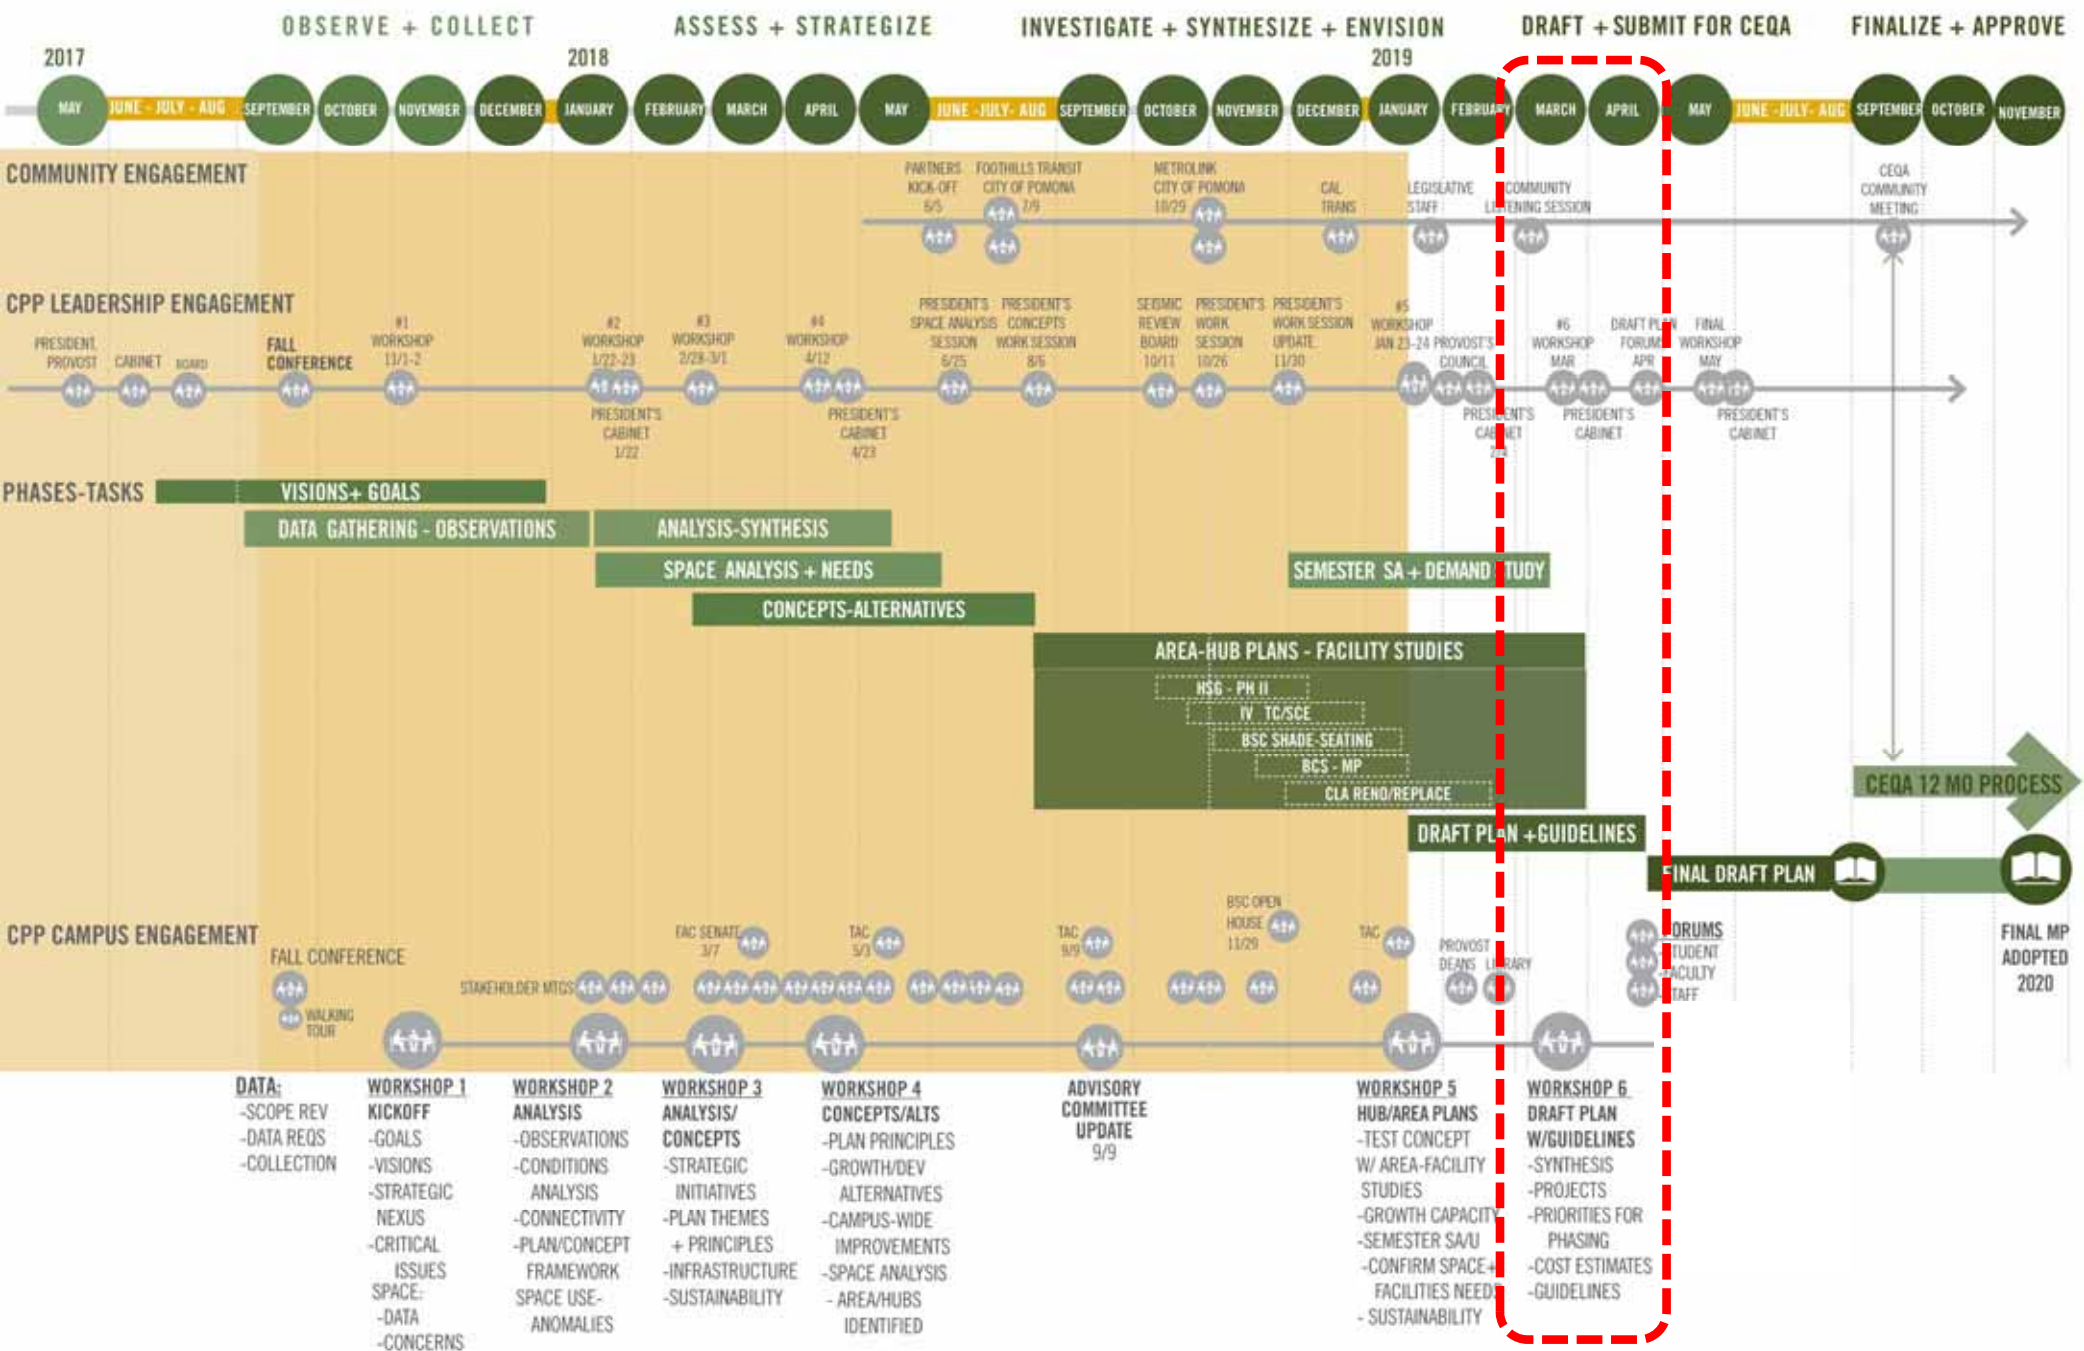 OBSERVE + COLLECT
ASSESS + STRATEGIZE
INVESTIGATE + SYNTHESIZE + ENVISION
DRAFT + SUBMIT FOR CEQA
FINALIZE + APPROVE
2017
2018
2019
MAY
JUNE - JULY - AUG
SEPTEMBER
OCTOBER
NOVEMBER
DECEMBER
JANUARY
FEBRUARY
MARCH
APRIL
MAY
JUNE -JULY- AUG
SEPTEMBER
OCTOBER
NOVEMBER
DECEMBER
JANUARY
FEBRUARY
MARCH
APRIL
MAY
JUNE -JULY- AUG
SEPTEMBER
OCTOBER
NOVEMBER
COMMUNITY ENGAGEMENT
PARTNERS
KICK-OFF
6/5
FOOTHILLS TRANSIT
CITY OF POMONA
7/9
METROLINK
CITY OF POMONA
10/29
CAL
TRANS
LEGISLATIVE
STAFF
COMMUNITY
LISTENING SESSION
CEQA
COMMUNITY
MEETING
CPP LEADERSHIP ENGAGEMENT
PRESIDENT,
PROVOST
CABINET
BOARD
FALL
CONFERENCE
#1
WORKSHOP
11/1-2
#2
WORKSHOP
1/22-23
PRESIDENT'S
CABINET
1/22
#3
WORKSHOP
2/28-3/1
#4
WORKSHOP
4/12
PRESIDENT'S
CABINET
4/23
PRESIDENT'S
SPACE ANALYSIS
SESSION
6/25
PRESIDENT'S
CONCEPTS
WORK SESSION
8/6
SEISMIC
REVIEW
BOARD
10/11
PRESIDENT'S
WORK
SESSION
10/26
PRESIDENT'S
WORK SESSION
UPDATE
11/30
#5
WORKSHOP
JAN 23-24
PROVOST'S
COUNCIL
PRESIDENT'S
CABINET
2/4
#6
WORKSHOP
MAR
PRESIDENT'S
CABINET
DRAFT PLAN
FORUMS
APR
FINAL
WORKSHOP
MAY
PRESIDENT'S
CABINET
PHASES-TASKS
VISIONS+ GOALS
DATA GATHERING - OBSERVATIONS
ANALYSIS-SYNTHESIS
SPACE ANALYSIS + NEEDS
SEMESTER SA + DEMAND STUDY
CONCEPTS-ALTERNATIVES
AREA-HUB PLANS - FACILITY STUDIES
HSG - PH II
IV TC/SCE
BSC SHADE-SEATING
BCS - MP
CLA RENO/REPLACE
CEQA 12 MO PROCESS
DRAFT PLAN +GUIDELINES
FINAL DRAFT PLAN
FINAL MP
ADOPTED
2020
CPP CAMPUS ENGAGEMENT
FALL CONFERENCE
WALKING
TOUR
STAKEHOLDER MTGS
FAC SENATE
3/7
TAC
5/3
TAC
9/9
BSC OPEN
HOUSE
11/29
TAC
PROVOST
DEANS
LIBRARY
FORUMS
-STUDENT
-FACULTY
-STAFF
DATA:
-SCOPE REV
-DATA REQS
-COLLECTION
WORKSHOP 1
KICKOFF
-GOALS
-VISIONS
-STRATEGIC
NEXUS
-CRITICAL
ISSUES
SPACE:
-DATA
-CONCERNS
WORKSHOP 2
ANALYSIS
-OBSERVATIONS
-CONDITIONS
ANALYSIS
-CONNECTIVITY
-PLAN/CONCEPT
FRAMEWORK
SPACE USE-
ANOMALIES
WORKSHOP 3
ANALYSIS/
CONCEPTS
-STRATEGIC
INITIATIVES
-PLAN THEMES
+ PRINCIPLES
-INFRASTRUCTURE
-SUSTAINABILITY
WORKSHOP 4
CONCEPTS/ALTS
-PLAN PRINCIPLES
-GROWTH/DEV
ALTERNATIVES
-CAMPUS-WIDE
IMPROVEMENTS
-SPACE ANALYSIS
- AREA/HUBS
IDENTIFIED
ADVISORY
COMMITTEE
UPDATE
9/9
WORKSHOP 5
HUB/AREA PLANS
-TEST CONCEPT
W/ AREA-FACILITY
STUDIES
-GROWTH CAPACITY
-SEMESTER SA/U
-CONFIRM SPACE+
FACILITIES NEEDS
- SUSTAINABILITY
WORKSHOP 6
DRAFT PLAN
W/GUIDELINES
-SYNTHESIS
-PROJECTS
-PRIORITIES FOR
PHASING
-COST ESTIMATES
-GUIDELINES